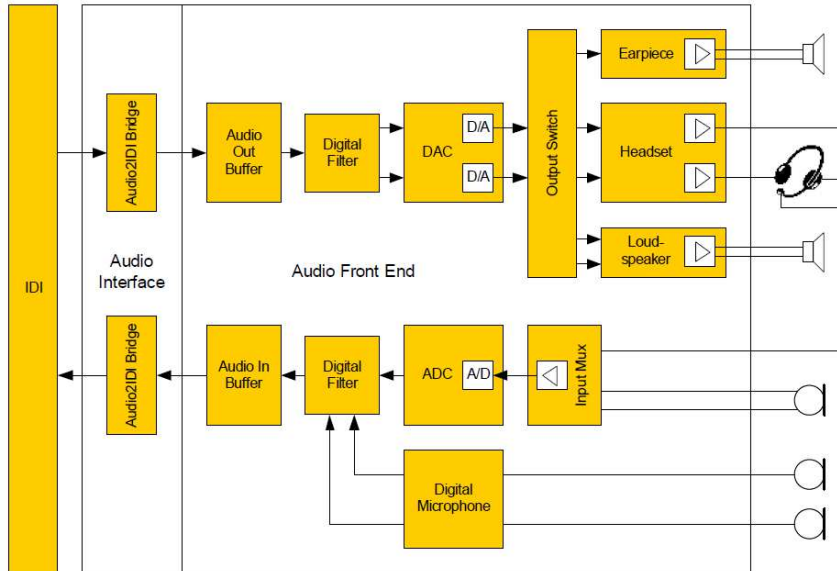 IDI
Audio2IDI Bridge
Audio
Interface
Audio2IDI Bridge
Audio
Out
Buffer
Digital
Filter
DAC
D/A
D/A
Output Switch
Earpiece
Headset
Loud-
speaker
Audio Front End
Audio In
Buffer
Digital
Filter
ADC
A/D
Input Mux
Digital
Microphone